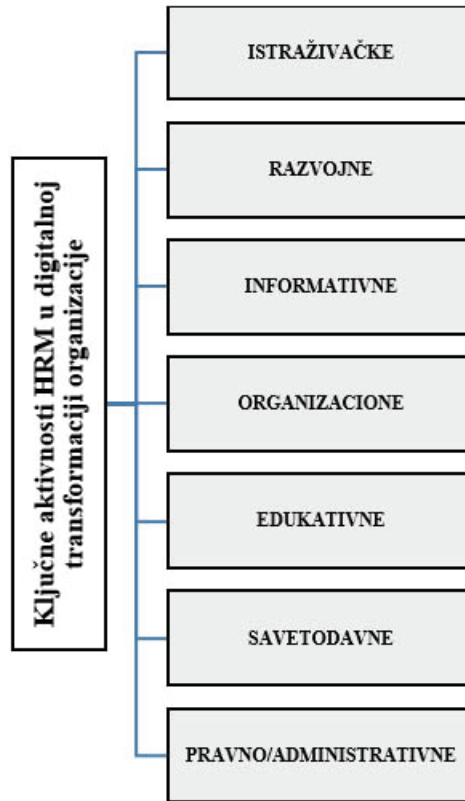 Ključne aktivnosti HRM u digitalnoj
transformaciji organizacije
ISTRAŽIVAČKE
RAZVOJNE
INFORMATIVNE
ORGANIZACIONE
EDUKATIVNE
SAVETODAVNE
PRAVNO/ADMINISTRATIVNE